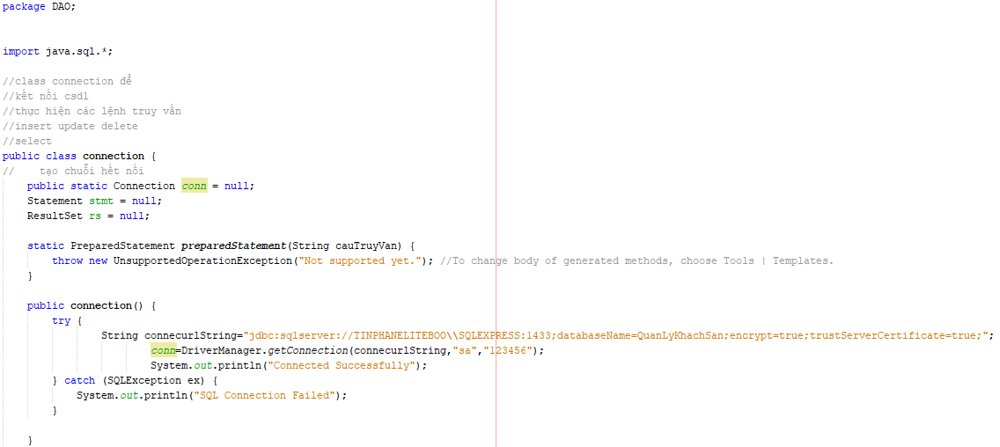 package DAO;
import java.sql.*;
//class connection để
//kết nối csdl
//thực hiện các lệnh truy vấn
//insert update delete
//select
public class connection {
//    tạo chuỗi hết nối
    public static Connection conn = null;
    Statement stmt = null;
    ResultSet rs = null;
    static PreparedStatement preparedStatement(String cauTruyVan) {
        throw new UnsupportedOperationException("Not supported yet."); //To change body of generated methods, choose Tools | Templates.
    }
    public connection() {
        try {
                String connecurlString="jdbc:sqlserver://TINPHANELITEBOO\\SQLEXPRESS:1433;databaseName=QuanLyKhachSan;encrypt=true;trustServerCertificate=true;";
                        conn=DriverManager.getConnection(connecurlString,"sa","123456");
                        System.out.println("Connected Successfully");
        } catch (SQLException ex) {
            System.out.println("SQL Connection Failed");
        }
    }